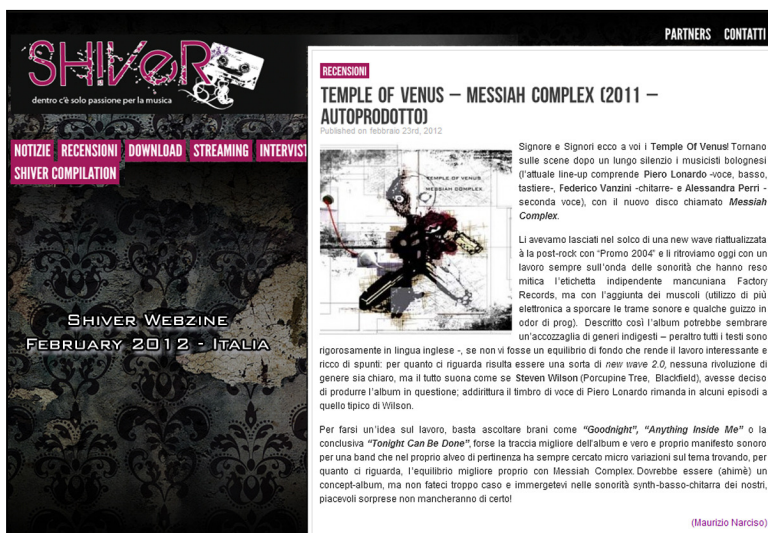 PARTNERS CONTATTI
SHIVER
dentro c'è solo passione per la musica
NOTIZIE RECENSIONI DOWNLOAD STREAMING INTERVIST
SHIVER COMPILATION
Shiver Webzine
February 2012 - Italia
RECENSIONI
TEMPLE OF VENUS – MESSIAH COMPLEX (2011 –
AUTOPRODOTTO)
Published on febbraio 23rd, 2012
TEMPLE OF VENUS
MESSIAH COMPLEX
Signore e Signori ecco a voi i Temple Of Venus! Tornano
sulle scene dopo un lungo silenzio i musicisti bolognesi
(l'attuale line-up comprende Piero Lonardo -voce, basso,
tastiere-, Federico Vanzini -chitarre- e Alessandra Perri -
seconda voce), con il nuovo disco chiamato Messiah
Complex.
Li avevamo lasciati nel solco di una new wave riattualizzata
à la post-rock con "Promo 2004" e li ritroviamo oggi con un
lavoro sempre sull'onda delle sonorità che hanno reso
mitica l'etichetta indipendente mancuniana Factory
Records, ma con l'aggiunta dei muscoli (utilizzo di più
elettronica a sporcare le trame sonore e qualche guizzo in
odor di prog). Descritto così l'album potrebbe sembrare
un'accozzaglia di generi indigesti – peraltro tutti i testi sono
rigorosamente in lingua inglese -, se non vi fosse un equilibrio di fondo che rende il lavoro interessante e
ricco di spunti: per quanto ci riguarda risulta essere una sorta di new wave 2.0, nessuna rivoluzione di
genere sia chiaro, ma il tutto suona come se Steven Wilson (Porcupine Tree, Blackfield), avesse deciso
di produrre l'album in questione; addirittura il timbro di voce di Piero Lonardo rimanda in alcuni episodi a
quello tipico di Wilson.
Per farsi un'idea sul lavoro, basta ascoltare brani come "Goodnight", "Anything Inside Me" o la
conclusiva "Tonight Can Be Done", forse la traccia migliore dell'album e vero e proprio manifesto sonoro
per una band che nel proprio alveo di pertinenza ha sempre cercato micro variazioni sul tema trovando, per
quanto ci riguarda, l'equilibrio migliore proprio con Messiah Complex. Dovrebbe essere (ahimè) un
concept-album, ma non fateci troppo caso e immergetevi nelle sonorità synth-basso-chitarra dei nostri,
piacevoli sorprese non mancheranno di certo!
(Maurizio Narciso)